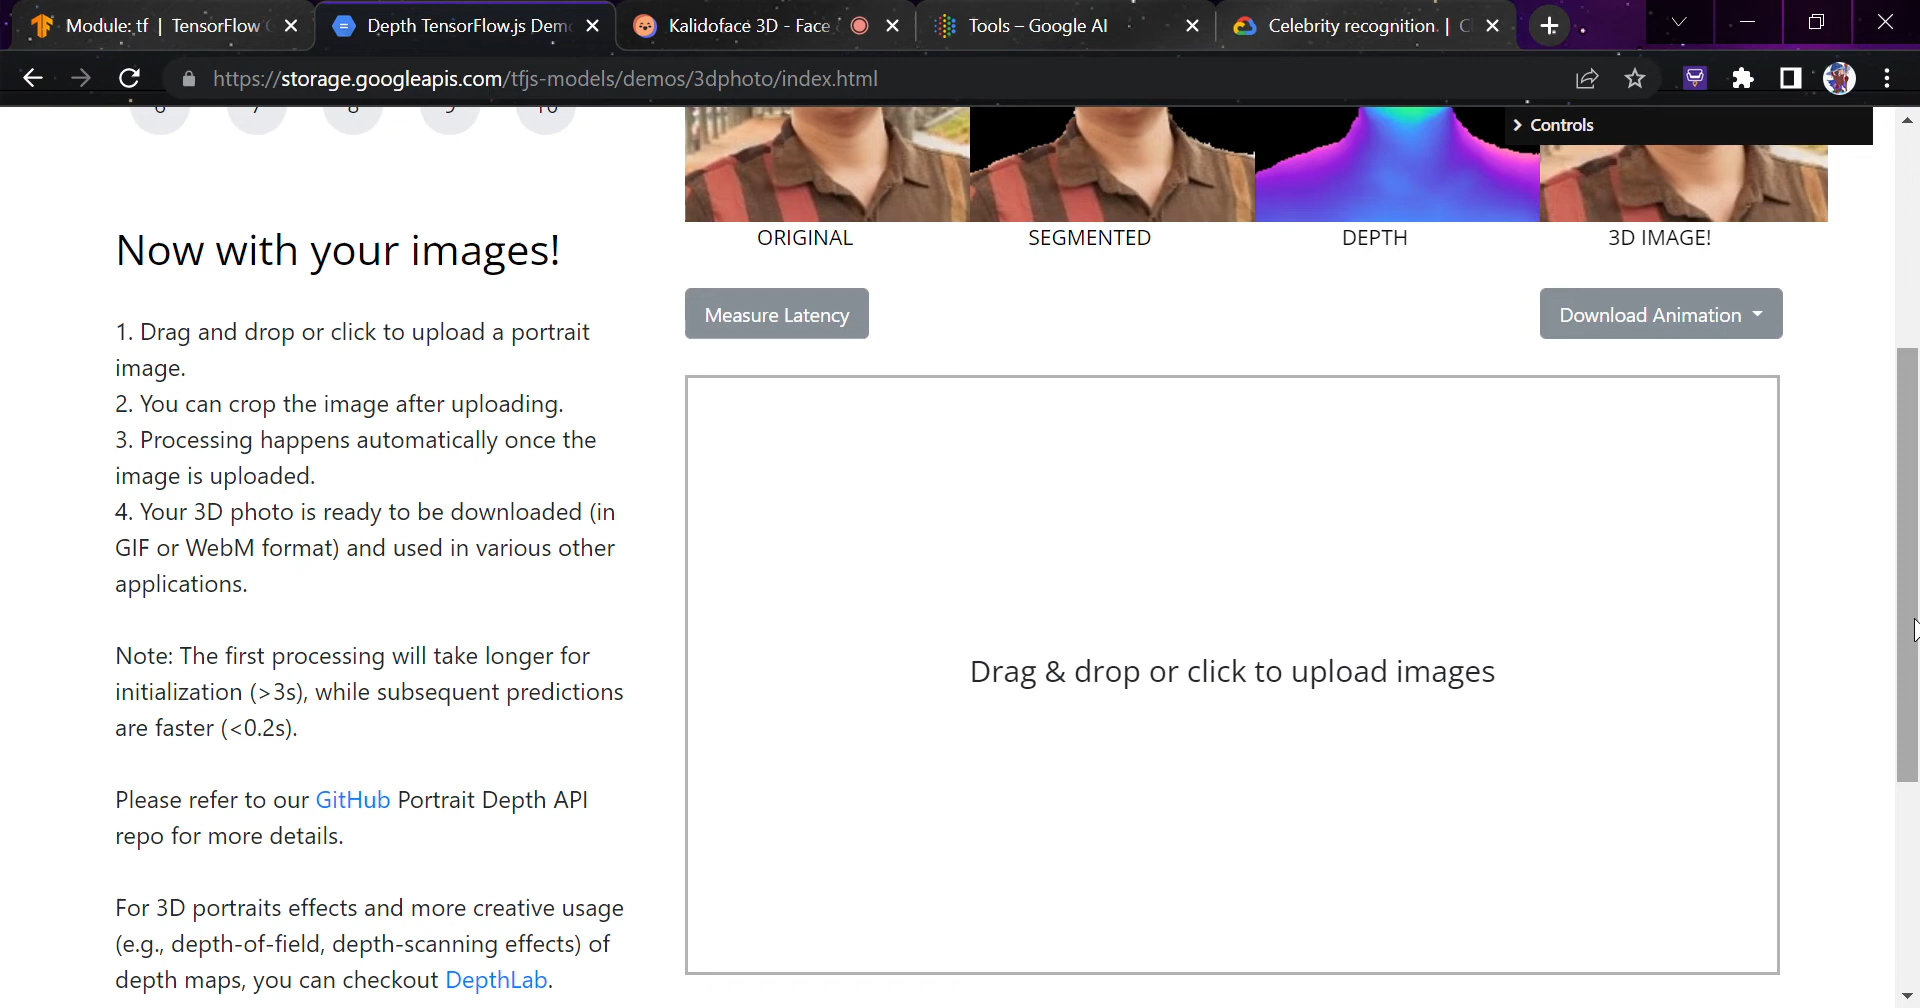 Module: tf | TensorFlow
Depth TensorFlow.js Dem
Kalidoface 3D - Face
Tools – Google AI
Celebrity recognition. |
https://storage.googleapis.com/tfjs-models/demos/3dphoto/index.html
Controls
ORIGINAL
SEGMENTED
DEPTH
3D IMAGE!
Measure Latency
Download Animation
Now with your images!
1. Drag and drop or click to upload a portrait
image.
2. You can crop the image after uploading.
3. Processing happens automatically once the
image is uploaded.
4. Your 3D photo is ready to be downloaded (in
GIF or WebM format) and used in various other
applications.
Note: The first processing will take longer for
initialization (>3s), while subsequent predictions
are faster (<0.2s).
Please refer to our GitHub Portrait Depth API
repo for more details.
For 3D portraits effects and more creative usage
(e.g., depth-of-field, depth-scanning effects) of
depth maps, you can checkout DepthLab.
Drag & drop or click to upload images